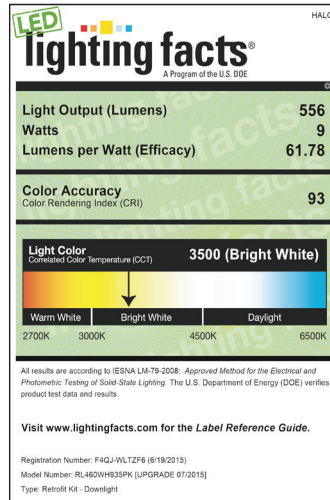 HALO
LED
lighting facts®
A Program of the U.S. DOE
Light Output (Lumens) 556
Watts 9
Lumens per Watt (Efficacy) 61.78
Color Accuracy
Color Rendering Index (CRI) 93
Light Color
Correlated Color Temperature (CCT) 3500 (Bright White)
Warm White Bright White Daylight
2700K 3000K 4500K 6500K
All results are according to IESNA LM-79-2008: Approved Method for the Electrical and
Photometric Testing of Solid-State Lighting. The U.S. Department of Energy (DOE) verifies
product test data and results.
Visit www.lightingfacts.com for the Label Reference Guide.
Registration Number: F4QJ-WLTZF6 (6/19/2015)
Model Number: RL460WH935PK [UPGRADE 07/2015]
Type: Retrofit Kit - Downlight